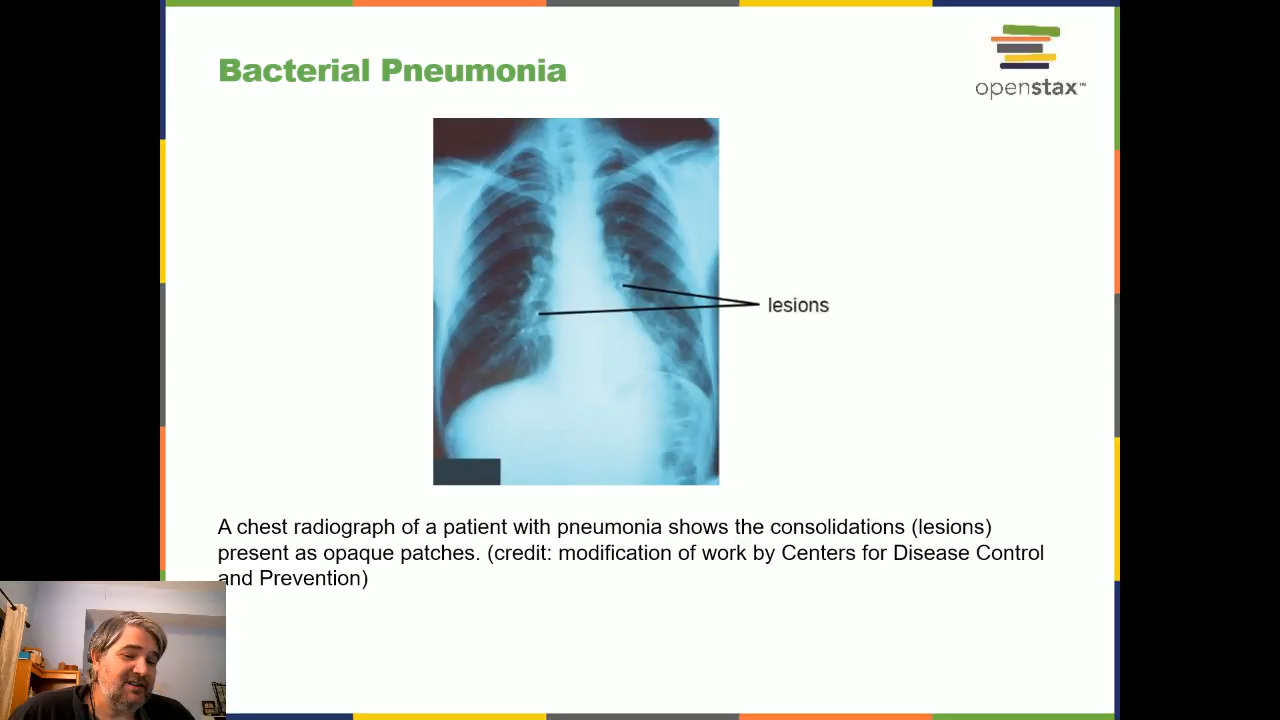 Bacterial Pneumonia
openstax™
lesions
A chest radiograph of a patient with pneumonia shows the consolidations (lesions)
present as opaque patches. (credit: modification of work by Centers for Disease Control
and Prevention)